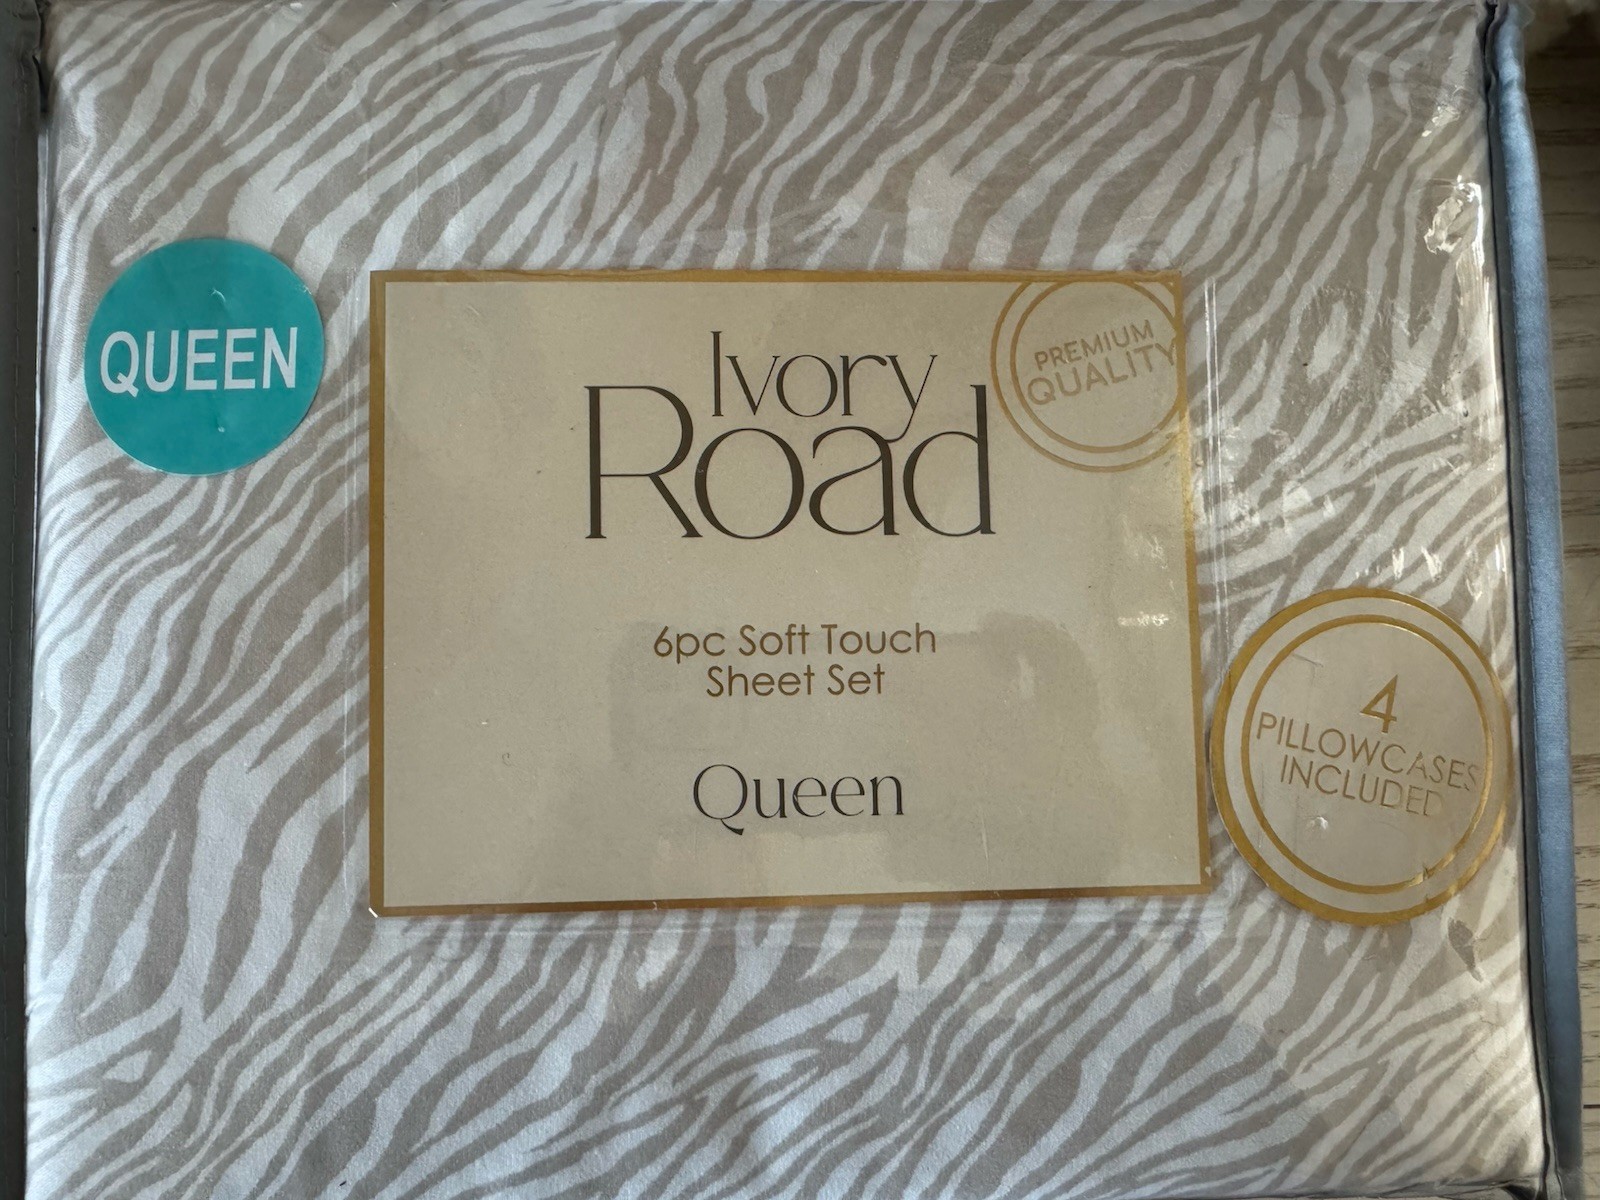 QUEEN
Ivory
Road
PREMIUM
QUALITY
6pc Soft Touch
Sheet Set
Queen
4
PILLOWCASES
INCLUDED